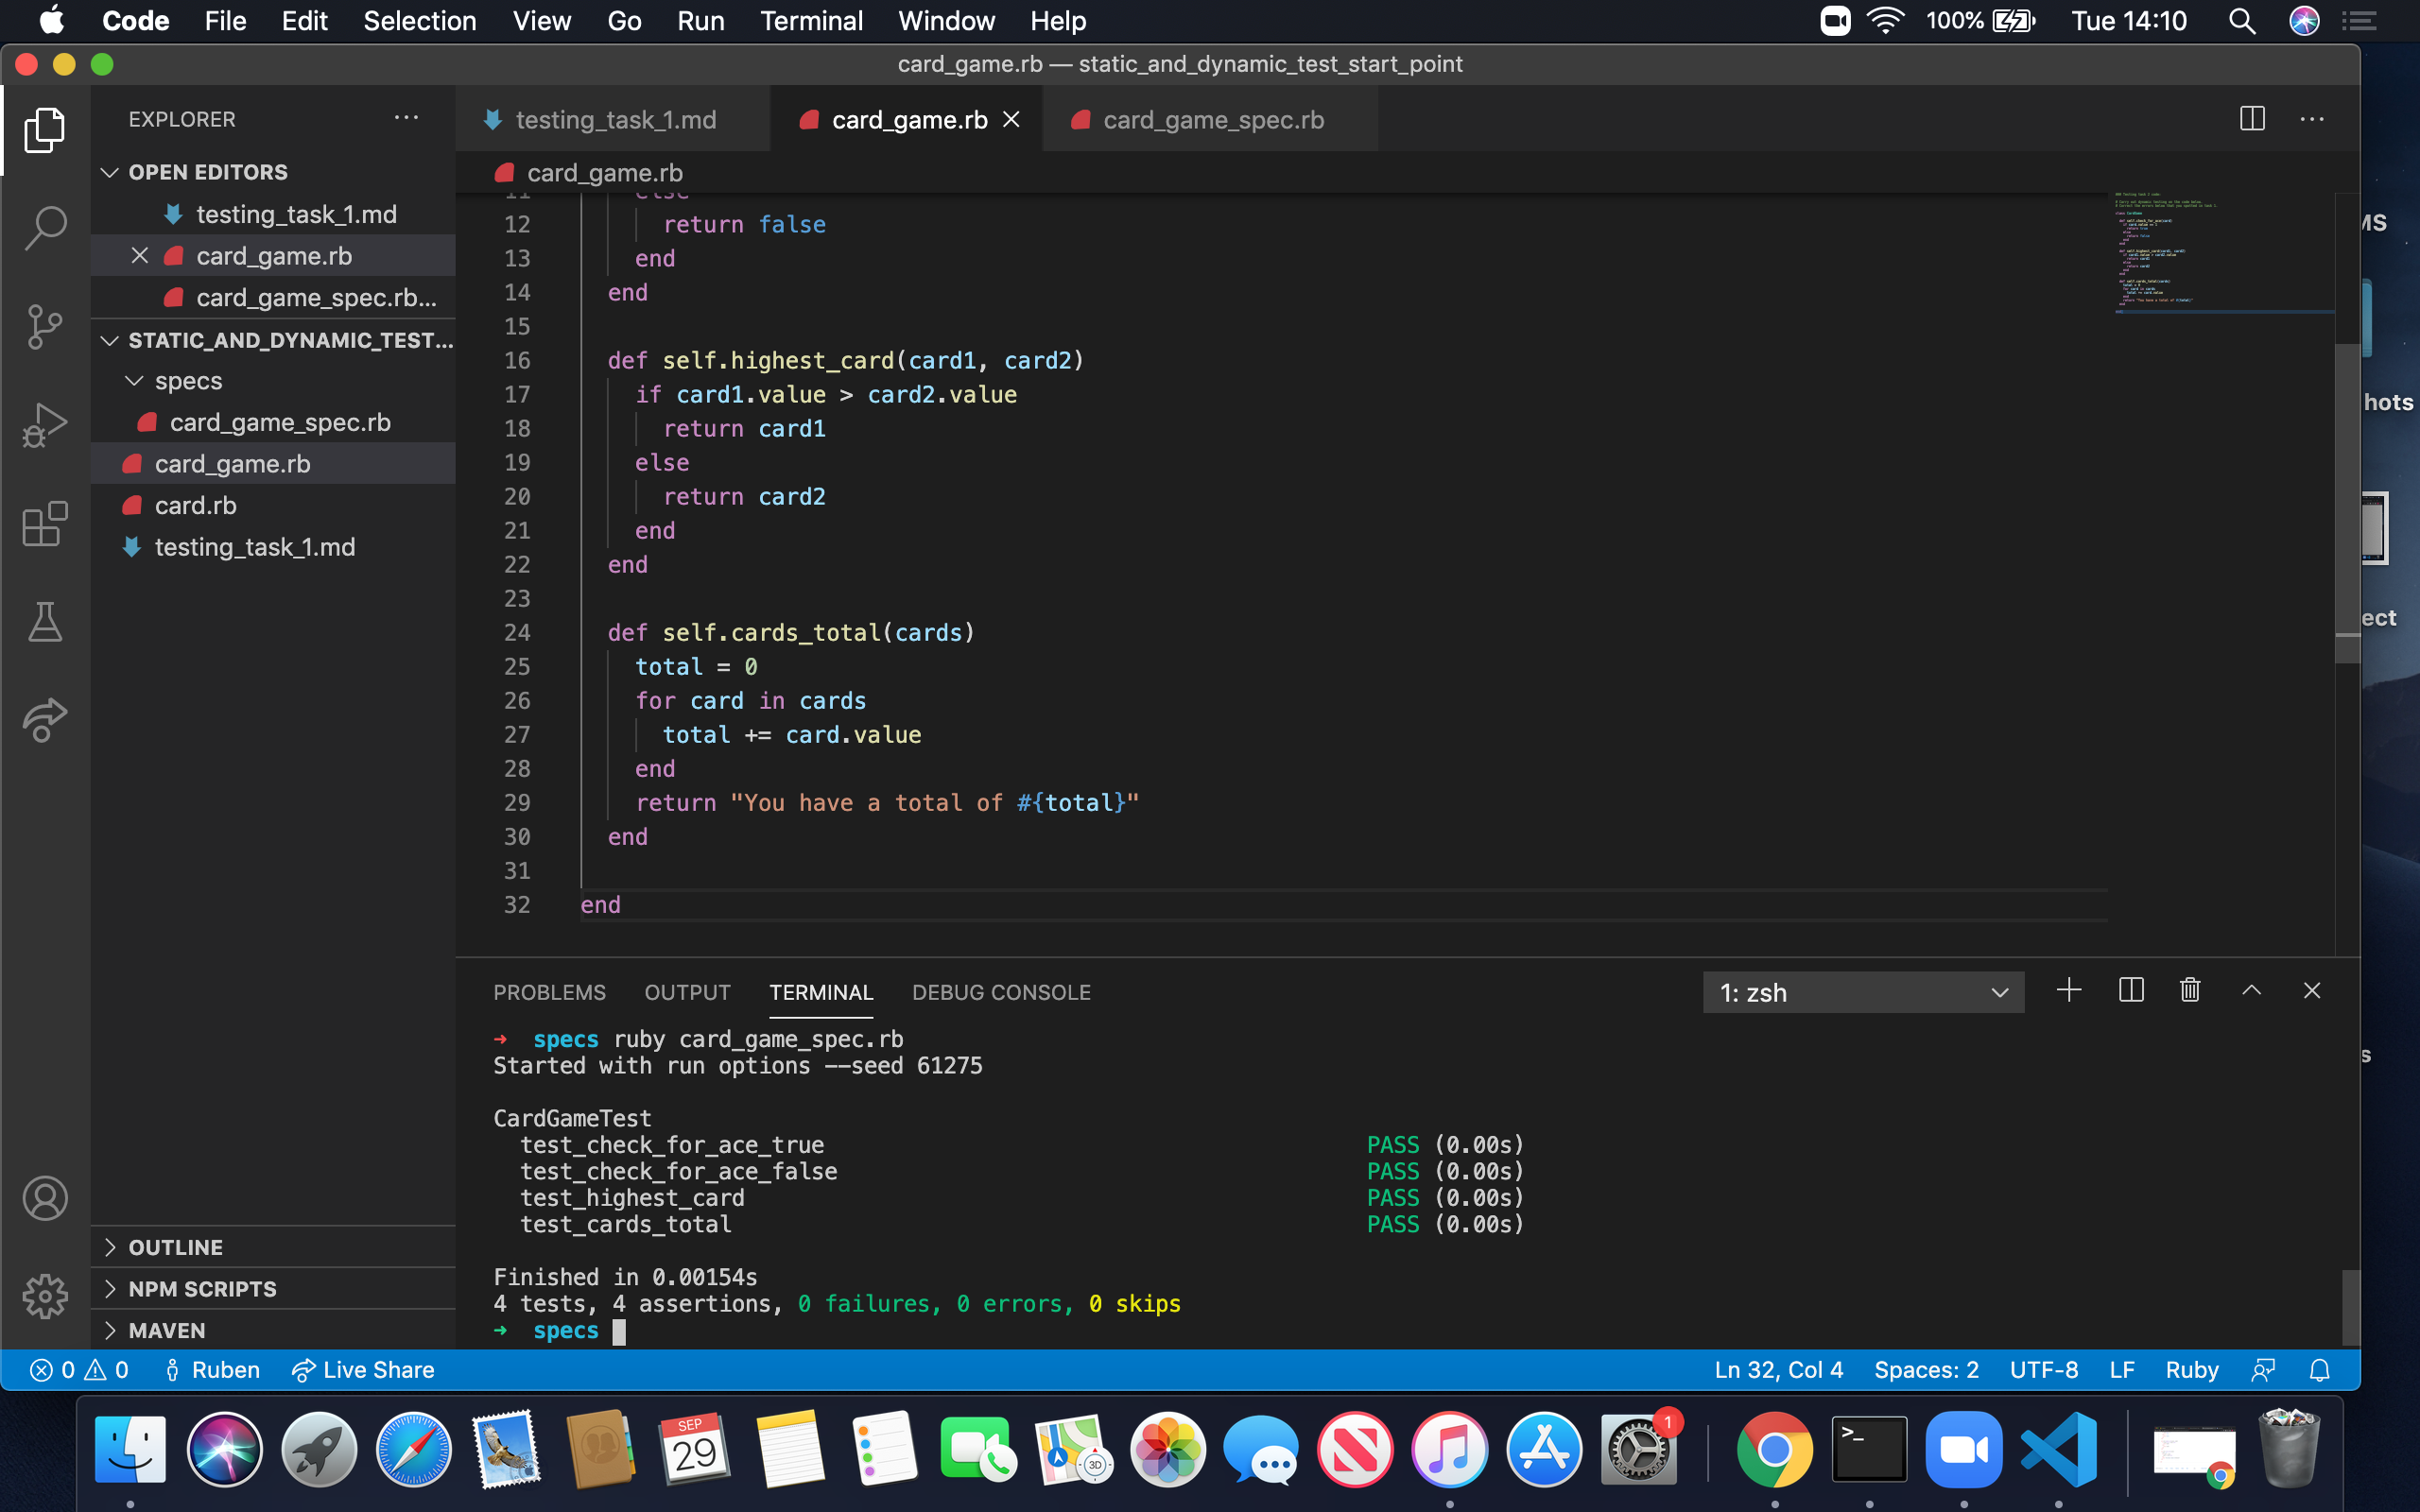 Code File Edit Selection View Go Run Terminal Window Help 100% Tue 14:10
card_game.rb — static_and_dynamic_test_start_point
EXPLORER
testing_task_1.md card_game.rb card_game_spec.rb
OPEN EDITORS
testing_task_1.md
card_game.rb
card_game_spec.rb...
STATIC_AND_DYNAMIC_TEST...
specs
card_game_spec.rb
card_game.rb
card.rb
testing_task_1.md
OUTLINE
NPM SCRIPTS
MAVEN
card_game.rb
11 else
12 return false
13 end
14 end
15
16 def self.highest_card(card1, card2)
17 if card1.value > card2.value
18 return card1
19 else
20 return card2
21 end
22 end
23
24 def self.cards_total(cards)
25 total = 0
26 for card in cards
27 total += card.value
28 end
29 return "You have a total of #{total}"
30 end
31
32 end
PROBLEMS OUTPUT TERMINAL DEBUG CONSOLE 1: zsh
➜ specs ruby card_game_spec.rb
Started with run options --seed 61275
CardGameTest
test_check_for_ace_true PASS (0.00s)
test_check_for_ace_false PASS (0.00s)
test_highest_card PASS (0.00s)
test_cards_total PASS (0.00s)
Finished in 0.00154s
4 tests, 4 assertions, 0 failures, 0 errors, 0 skips
➜ specs
0 0 Ruben Live Share Ln 32, Col 4 Spaces: 2 UTF-8 LF Ruby
hots
ect
SEP
29
3D
1